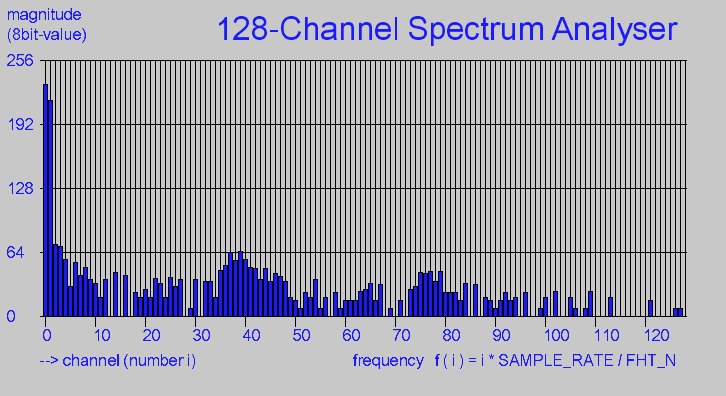 magnitude
(8bit-value)
128-Channel Spectrum Analyser
256
192
128
64
0
0 10 20 30 40 50 60 70 80 90 100 110 120
--> channel (number i)
frequency f ( i ) = i * SAMPLE_RATE / FHT_N